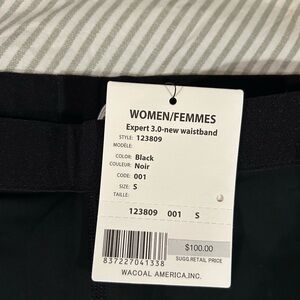 WOMEN/FEMMES
Expert 3.0-new waistband
STYLE: 123809
MODÈLE:
COLOR: Black
COULEUR: Noir
CODE: 001
SIZE: S
TAILLE:
123809 001 S
$100.00
SUGG.RETAIL PRICE
837227041338
WACOAL AMERICA,INC.